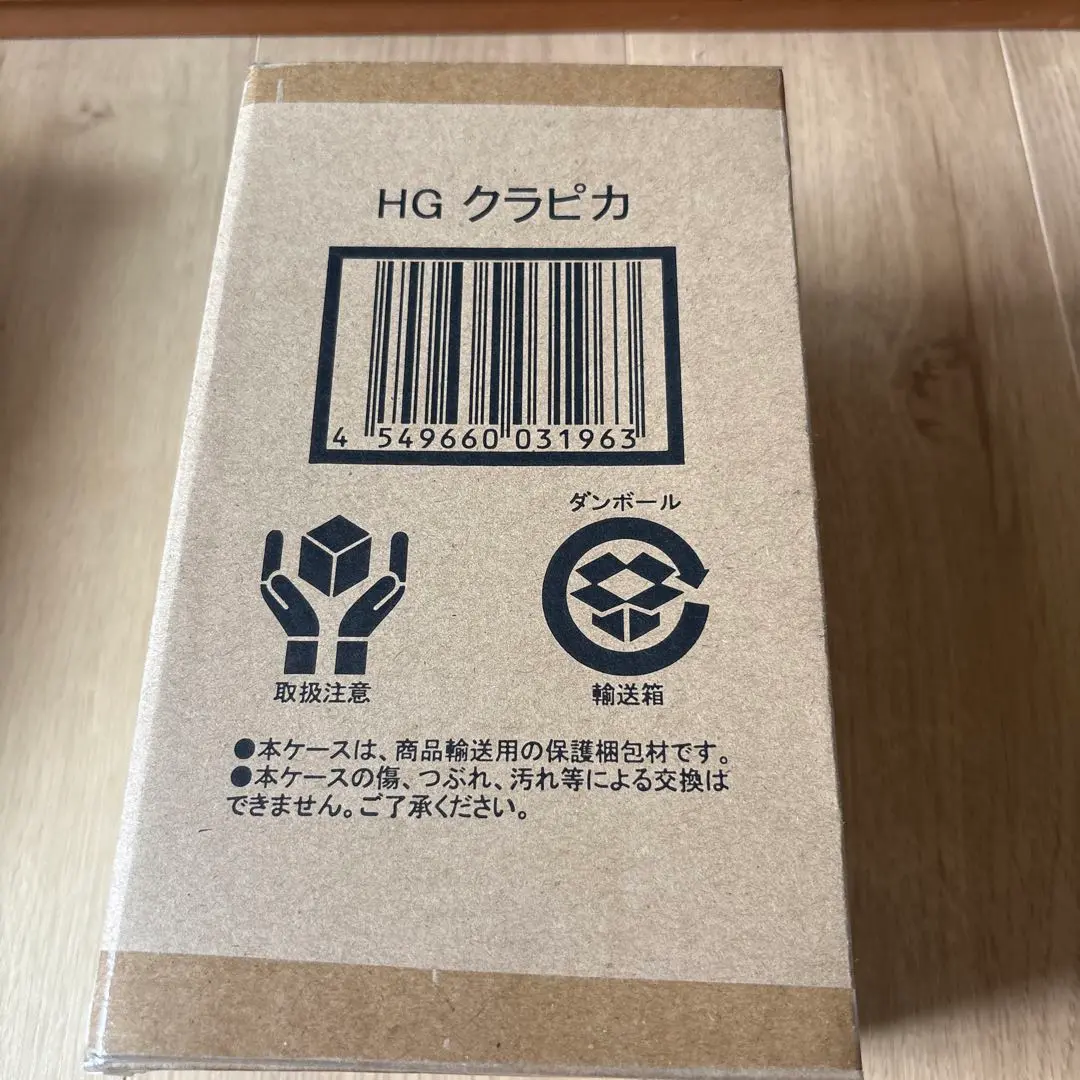 HG クラピカ
4 549660 031963
ダンボール
取扱注意
輸送箱
●本ケースは、商品輸送用の保護梱包材です。
●本ケースの傷、つぶれ、汚れ等による交換は
できません。ご了承ください。